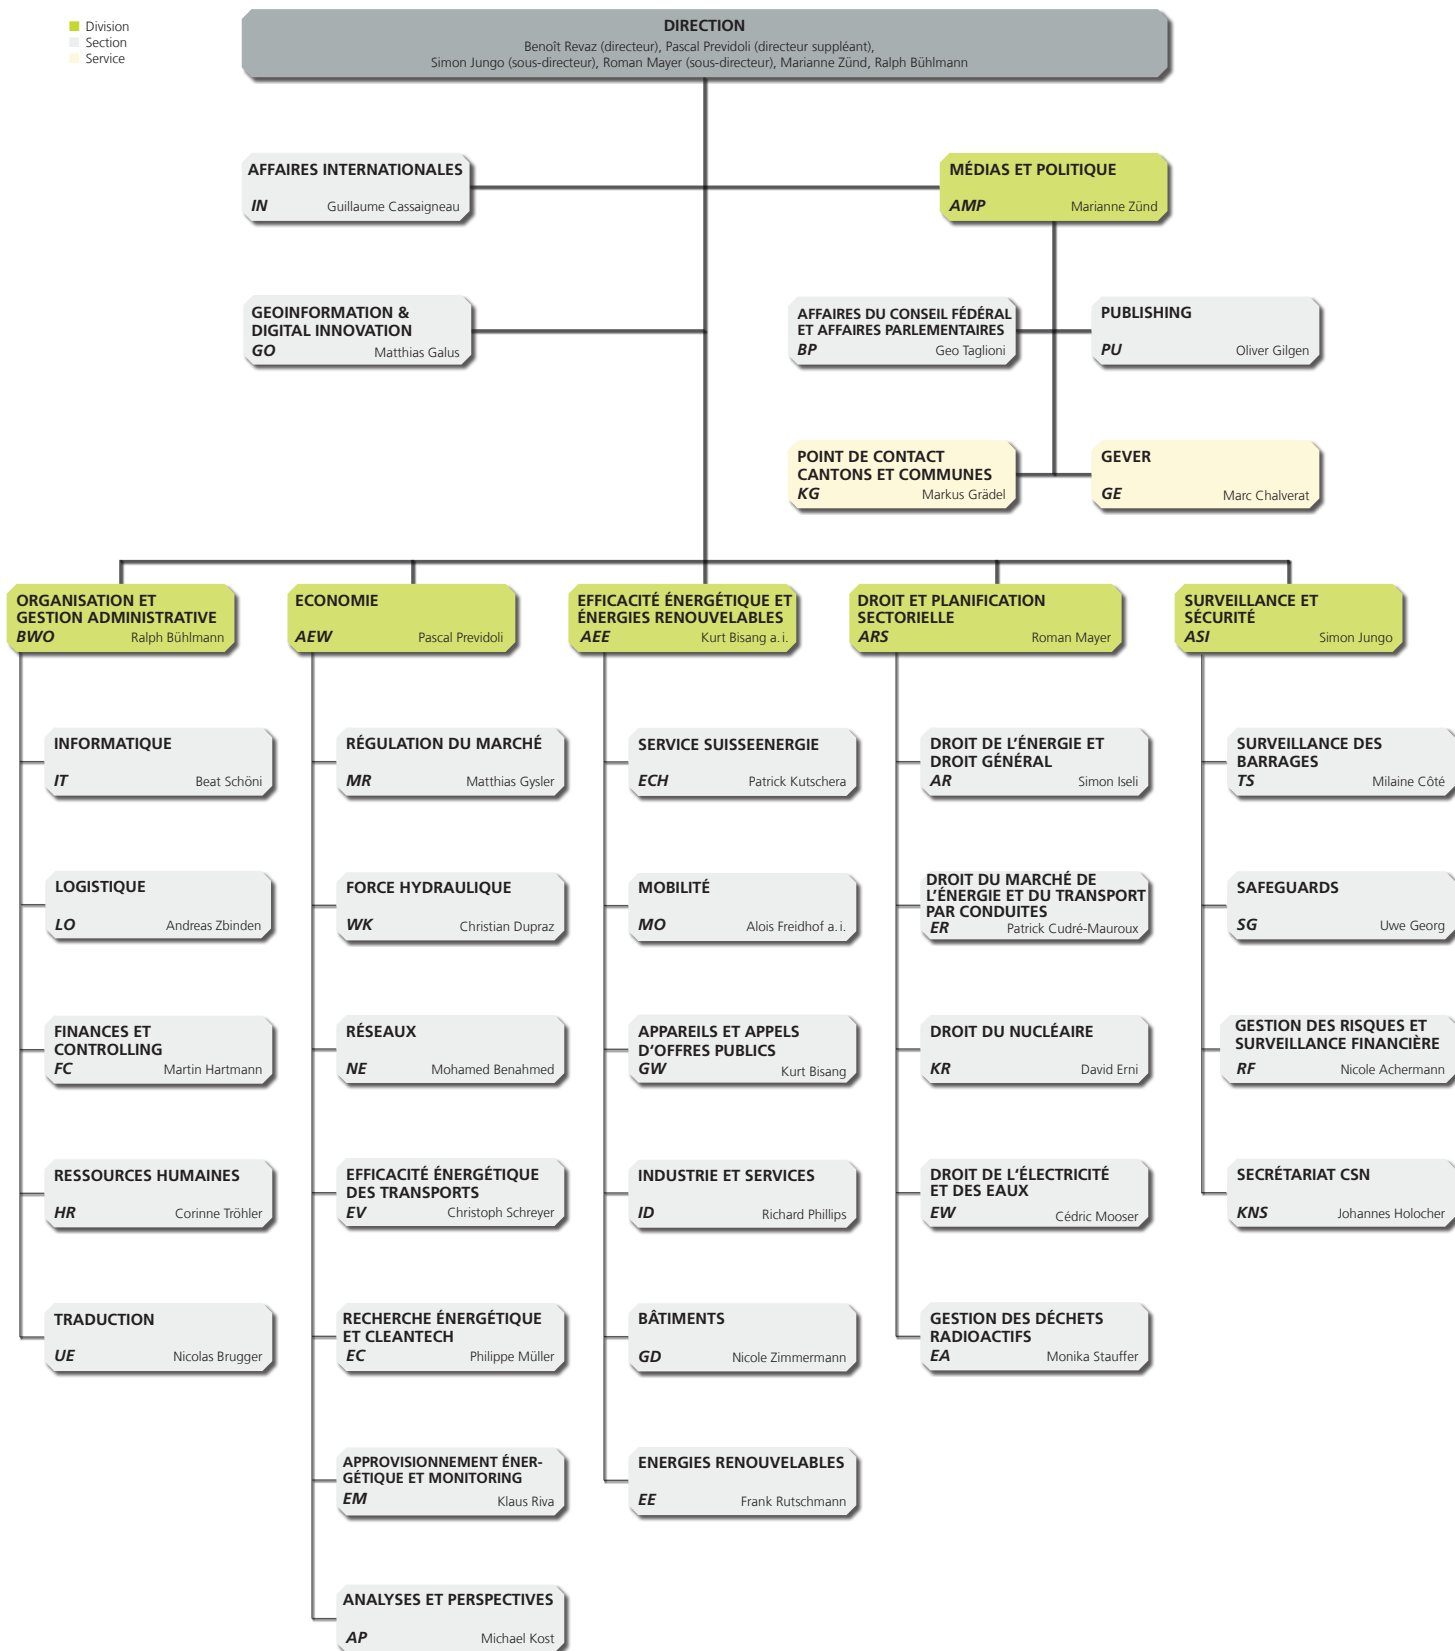 Division
Section
Service
DIRECTION
Benoît Revaz (directeur), Pascal Previdoli (directeur suppléant),
Simon Jungo (sous-directeur), Roman Mayer (sous-directeur), Marianne Zünd, Ralph Bühlmann
AFFAIRES INTERNATIONALES
IN Guillaume Cassaigneau
MÉDIAS ET POLITIQUE
AMP Marianne Zünd
GEOINFORMATION &
DIGITAL INNOVATION
GO Matthias Galus
AFFAIRES DU CONSEIL FÉDÉRAL
ET AFFAIRES PARLEMENTAIRES
BP Geo Taglioni
PUBLISHING
PU Oliver Gilgen
POINT DE CONTACT
CANTONS ET COMMUNES
KG Markus Grädel
GEVER
GE Marc Chalverat
ORGANISATION ET
GESTION ADMINISTRATIVE
BWO Ralph Bühlmann
INFORMATIQUE
IT Beat Schöni
LOGISTIQUE
LO Andreas Zbinden
FINANCES ET
CONTROLLING
FC Martin Hartmann
RESSOURCES HUMAINES
HR Corinne Tröhler
TRADUCTION
UE Nicolas Brugger
ECONOMIE
AEW Pascal Previdoli
RÉGULATION DU MARCHÉ
MR Matthias Gysler
FORCE HYDRAULIQUE
WK Christian Dupraz
RÉSEAUX
NE Mohamed Benahmed
EFFICACITÉ ÉNERGÉTIQUE
DES TRANSPORTS
EV Christoph Schreyer
RECHERCHE ÉNERGÉTIQUE
ET CLEANTECH
EC Philippe Müller
APPROVISIONNEMENT ÉNER-
GÉTIQUE ET MONITORING
EM Klaus Riva
ANALYSES ET PERSPECTIVES
AP Michael Kost
EFFICACITÉ ÉNERGÉTIQUE ET
ÉNERGIES RENOUVELABLES
AEE Kurt Bisang a.i.
SERVICE SUISSEENERGIE
ECH Patrick Kutschera
MOBILITÉ
MO Alois Freidhof a.i.
APPAREILS ET APPELS
D'OFFRES PUBLICS
GW Kurt Bisang
INDUSTRIE ET SERVICES
ID Richard Phillips
BÂTIMENTS
GD Nicole Zimmermann
ENERGIES RENOUVELABLES
EE Frank Rutschmann
DROIT ET PLANIFICATION
SECTORIELLE
ARS Roman Mayer
DROIT DE L'ÉNERGIE ET
DROIT GÉNÉRAL
AR Simon Iseli
DROIT DU MARCHÉ DE
L'ÉNERGIE ET DU TRANSPORT
PAR CONDUITES
ER Patrick Cudré-Mauroux
DROIT DU NUCLÉAIRE
KR David Erni
DROIT DE L'ÉLECTRICITÉ
ET DES EAUX
EW Cédric Mooser
GESTION DES DÉCHETS
RADIOACTIFS
EA Monika Stauffer
SURVEILLANCE ET
SÉCURITÉ
ASI Simon Jungo
SURVEILLANCE DES
BARRAGES
TS Milaine Côté
SAFEGUARDS
SG Uwe Georg
GESTION DES RISQUES ET
SURVEILLANCE FINANCIÈRE
RF Nicole Achermann
SECRÉTARIAT CSN
KNS Johannes Holocher